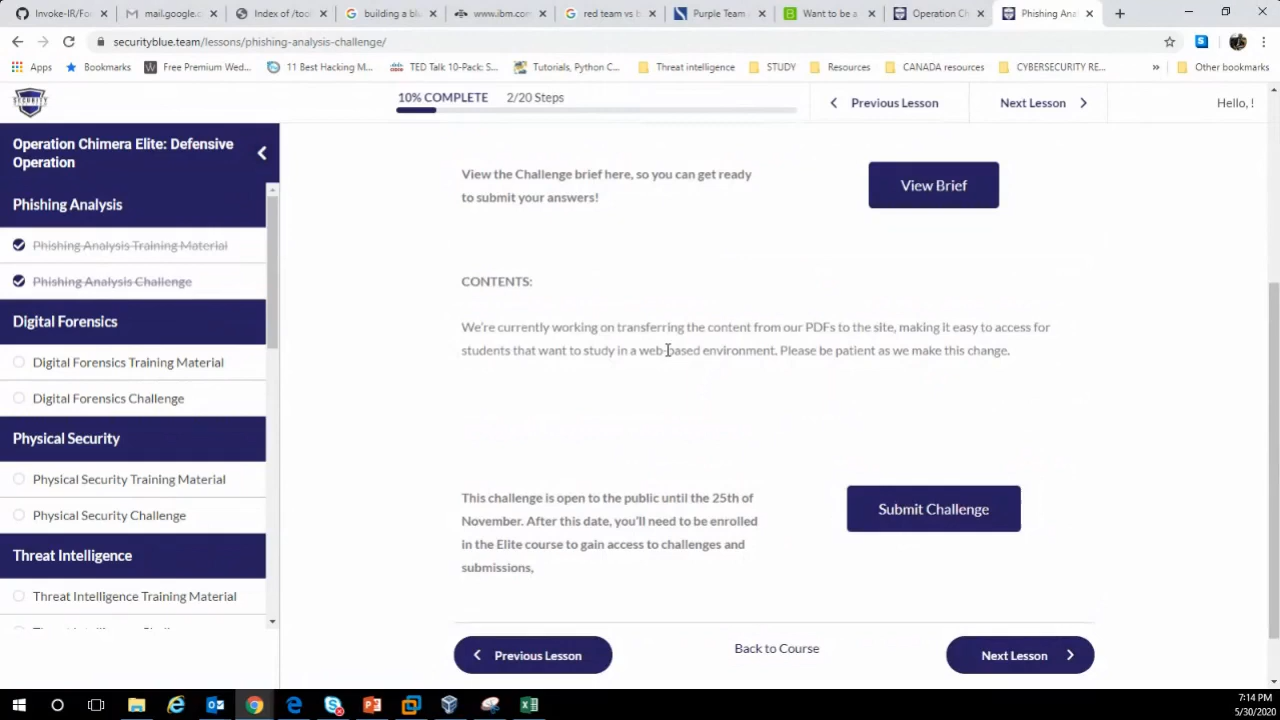 Invoke-IR/Fo
mail.google.c
Index of /tool
building a blu
www.ibm.com
red team vs b
Purple Team
Want to be a
Operation Ch
Phishing Ana
securityblue.team/lessons/phishing-analysis-challenge/
Apps
Bookmarks
Free Premium Wed...
11 Best Hacking M...
TED Talk 10-Pack: S...
Tutorials, Python C...
Threat intelligence
STUDY
Resources
CANADA resources
CYBERSECURITY RE...
»
Other bookmarks
SECURITY
10% COMPLETE 2/20 Steps
Previous Lesson
Next Lesson
Hello, !
Operation Chimera Elite: Defensive
Operation
Phishing Analysis
Phishing Analysis Training Material
Phishing Analysis Challenge
Digital Forensics
Digital Forensics Training Material
Digital Forensics Challenge
Physical Security
Physical Security Training Material
Physical Security Challenge
Threat Intelligence
Threat Intelligence Training Material
View the Challenge brief here, so you can get ready
to submit your answers!
View Brief
CONTENTS:
We're currently working on transferring the content from our PDFs to the site, making it easy to access for
students that want to study in a web-based environment. Please be patient as we make this change.
This challenge is open to the public until the 25th of
November. After this date, you'll need to be enrolled
in the Elite course to gain access to challenges and
submissions,
Submit Challenge
Previous Lesson
Back to Course
Next Lesson
7:14 PM
5/30/2020